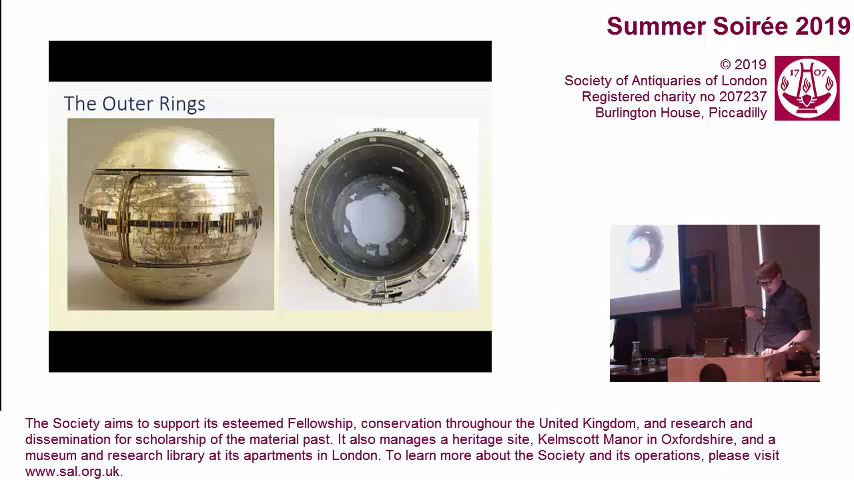 Summer Soirée 2019
© 2019
Society of Antiquaries of London
Registered charity no 207237
Burlington House, Piccadilly
17 07
The Outer Rings
The Society aims to support its esteemed Fellowship, conservation throughour the United Kingdom, and research and
dissemination for scholarship of the material past. It also manages a heritage site, Kelmscott Manor in Oxfordshire, and a
museum and research library at its apartments in London. To learn more about the Society and its operations, please visit
www.sal.org.uk.